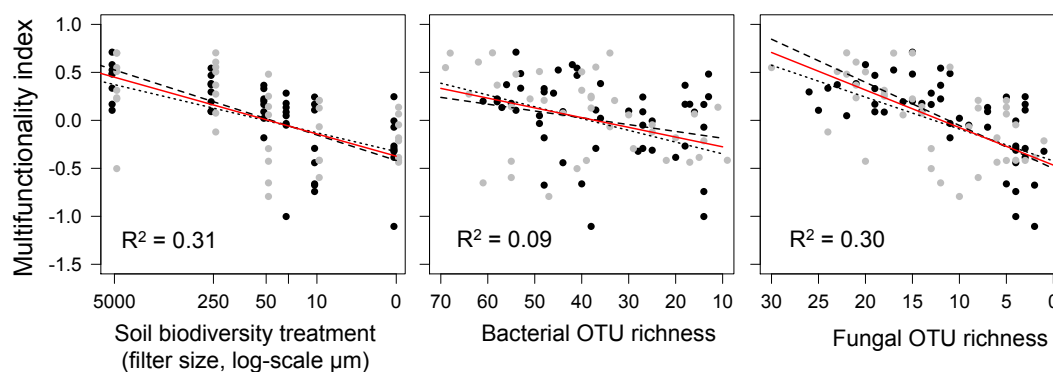 Multifunctionality index
1.0
0.5
0.0
-0.5
-1.0
-1.5
R² = 0.31
R² = 0.09
R² = 0.30
5000 250 50 10 0
70 60 50 40 30 20 10
30 25 20 15 10 5 0
Soil biodiversity treatment
(filter size, log-scale µm)
Bacterial OTU richness
Fungal OTU richness